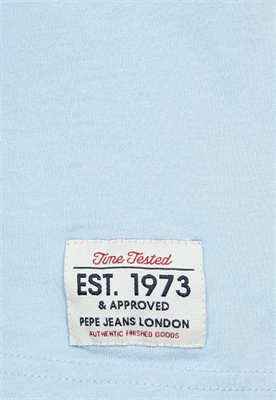 Time Tested
EST. 1973
& APPROVED
PEPE JEANS LONDON
AUTHENTIC FINISHED GOODS